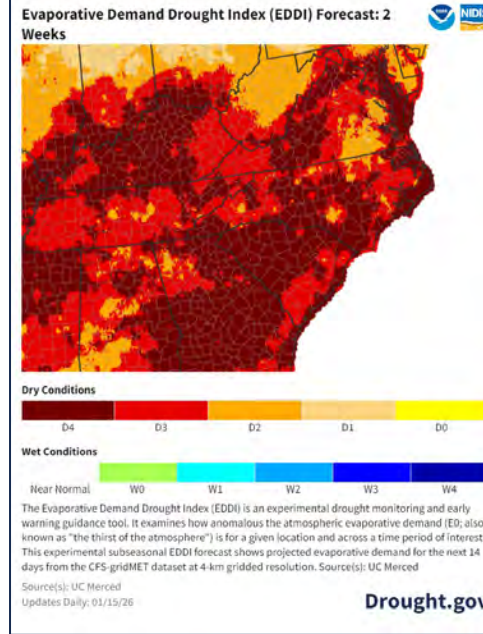 Evaporative Demand Drought Index (EDDI) Forecast: 2
Weeks
NIDIS
Dry Conditions
D4 D3 D2 D1 D0
Wet Conditions
Near Normal W0 W1 W2 W3 W4
The Evaporative Demand Drought Index (EDDI) is an experimental drought monitoring and early
warning guidance tool. It examines how anomalous the atmospheric evaporative demand (E0; also
known as "the thirst of the atmosphere") is for a given location and across a time period of interest
This experimental subseasonal EDDI forecast shows projected evaporative demand for the next 14
days from the CFS-gridMET dataset at 4-km gridded resolution. Source(s): UC Merced
Source(s): UC Merced
Updates Daily: 01/15/26
Drought.gov